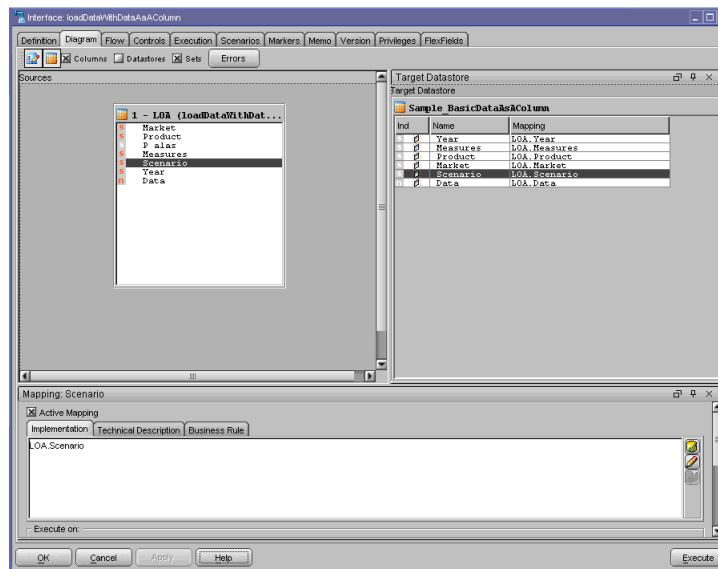 Interface: loadDataWithDataAaAColumn
Definition Diagram Flow Controls Execution Scenarios Markers Memo Version Privileges FlexFields
Columns Datastores Sets Errors
Sources
1 - LOA (loadDataWithDat...
S Market
S Product
S P alas
S Measures
S Scenario
S Year
n Data
Target Datastore
Target Datastore
Sample_BasicDataAsAColumn
Ind Name Mapping
S Year LOA.Year
S Measures LOA.Measures
S Product LOA.Product
S Market LOA.Market
S Scenario LOA.Scenario
n Data LOA.Data
Mapping: Scenario
Active Mapping
Implementation Technical Description Business Rule
LOA.Scenario
Execute on:
OK Cancel Apply Help Execute